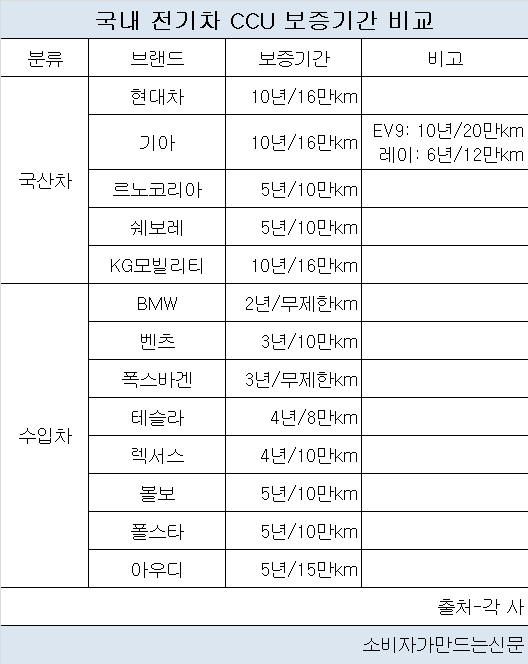 국내 전기차 CCU 보증기간 비교
분류 브랜드 보증기간 비고
국산차
현대차 10년/16만km
기아 10년/16만km EV9: 10년/20만km
레이: 6년/12만km
르노코리아 5년/10만km
쉐보레 5년/10만km
KG모빌리티 10년/16만km
수입차
BMW 2년/무제한km
벤츠 3년/10만km
폭스바겐 3년/무제한km
테슬라 4년/8만km
렉서스 4년/10만km
볼보 5년/10만km
폴스타 5년/10만km
아우디 5년/15만km
출처-각 사
소비자가만드는신문